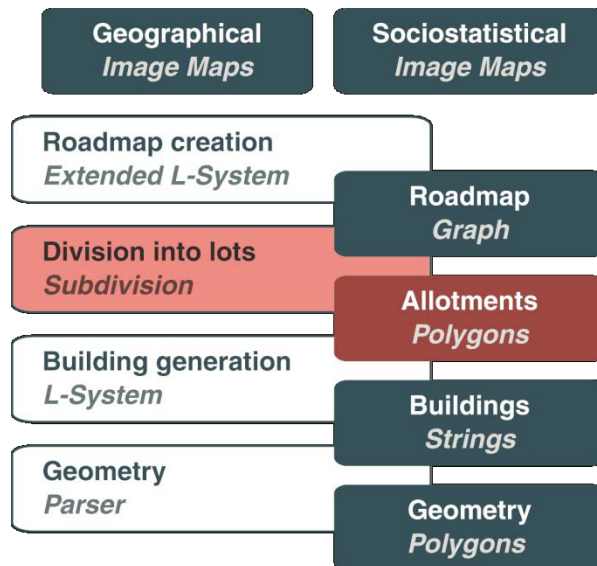 Geographical
Image Maps
Sociostatistical
Image Maps
Roadmap creation
Extended L-System
Roadmap
Graph
Division into lots
Subdivision
Allotments
Polygons
Building generation
L-System
Buildings
Strings
Geometry
Parser
Geometry
Polygons